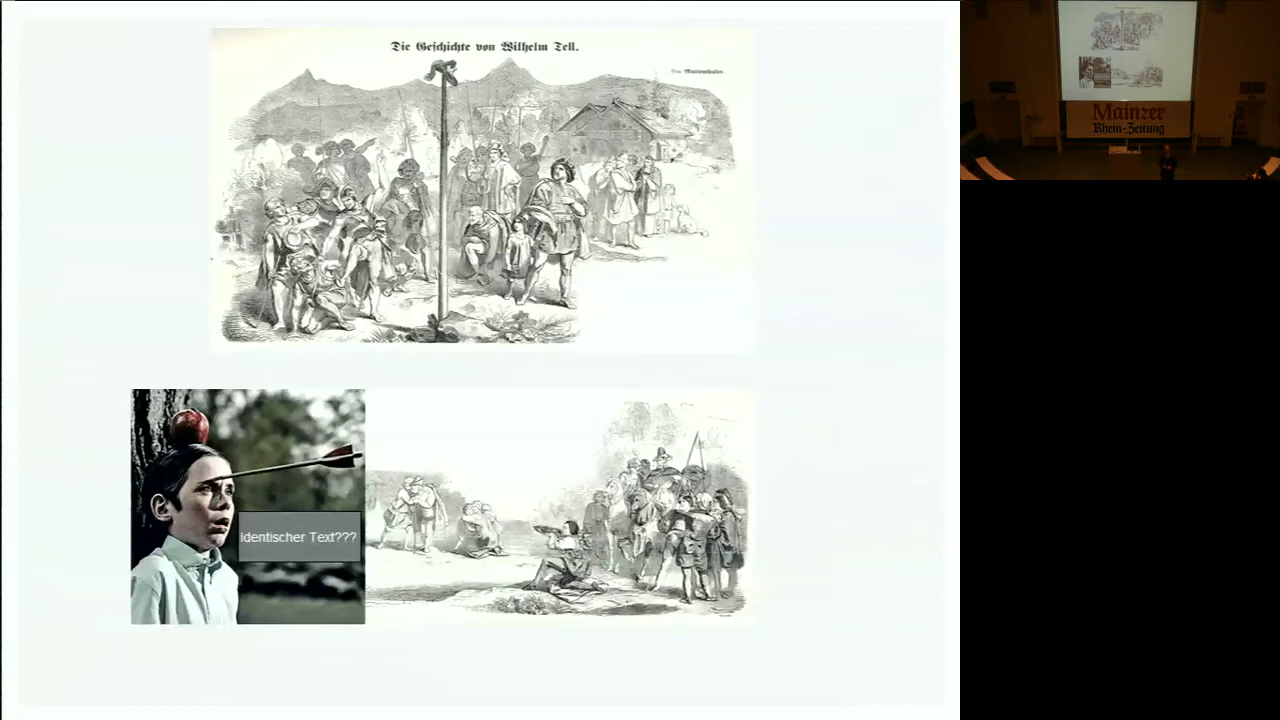 Die Geschichte von Wilhelm Tell.
Identischer Text???
Mainzer
Rhein-Zeitung